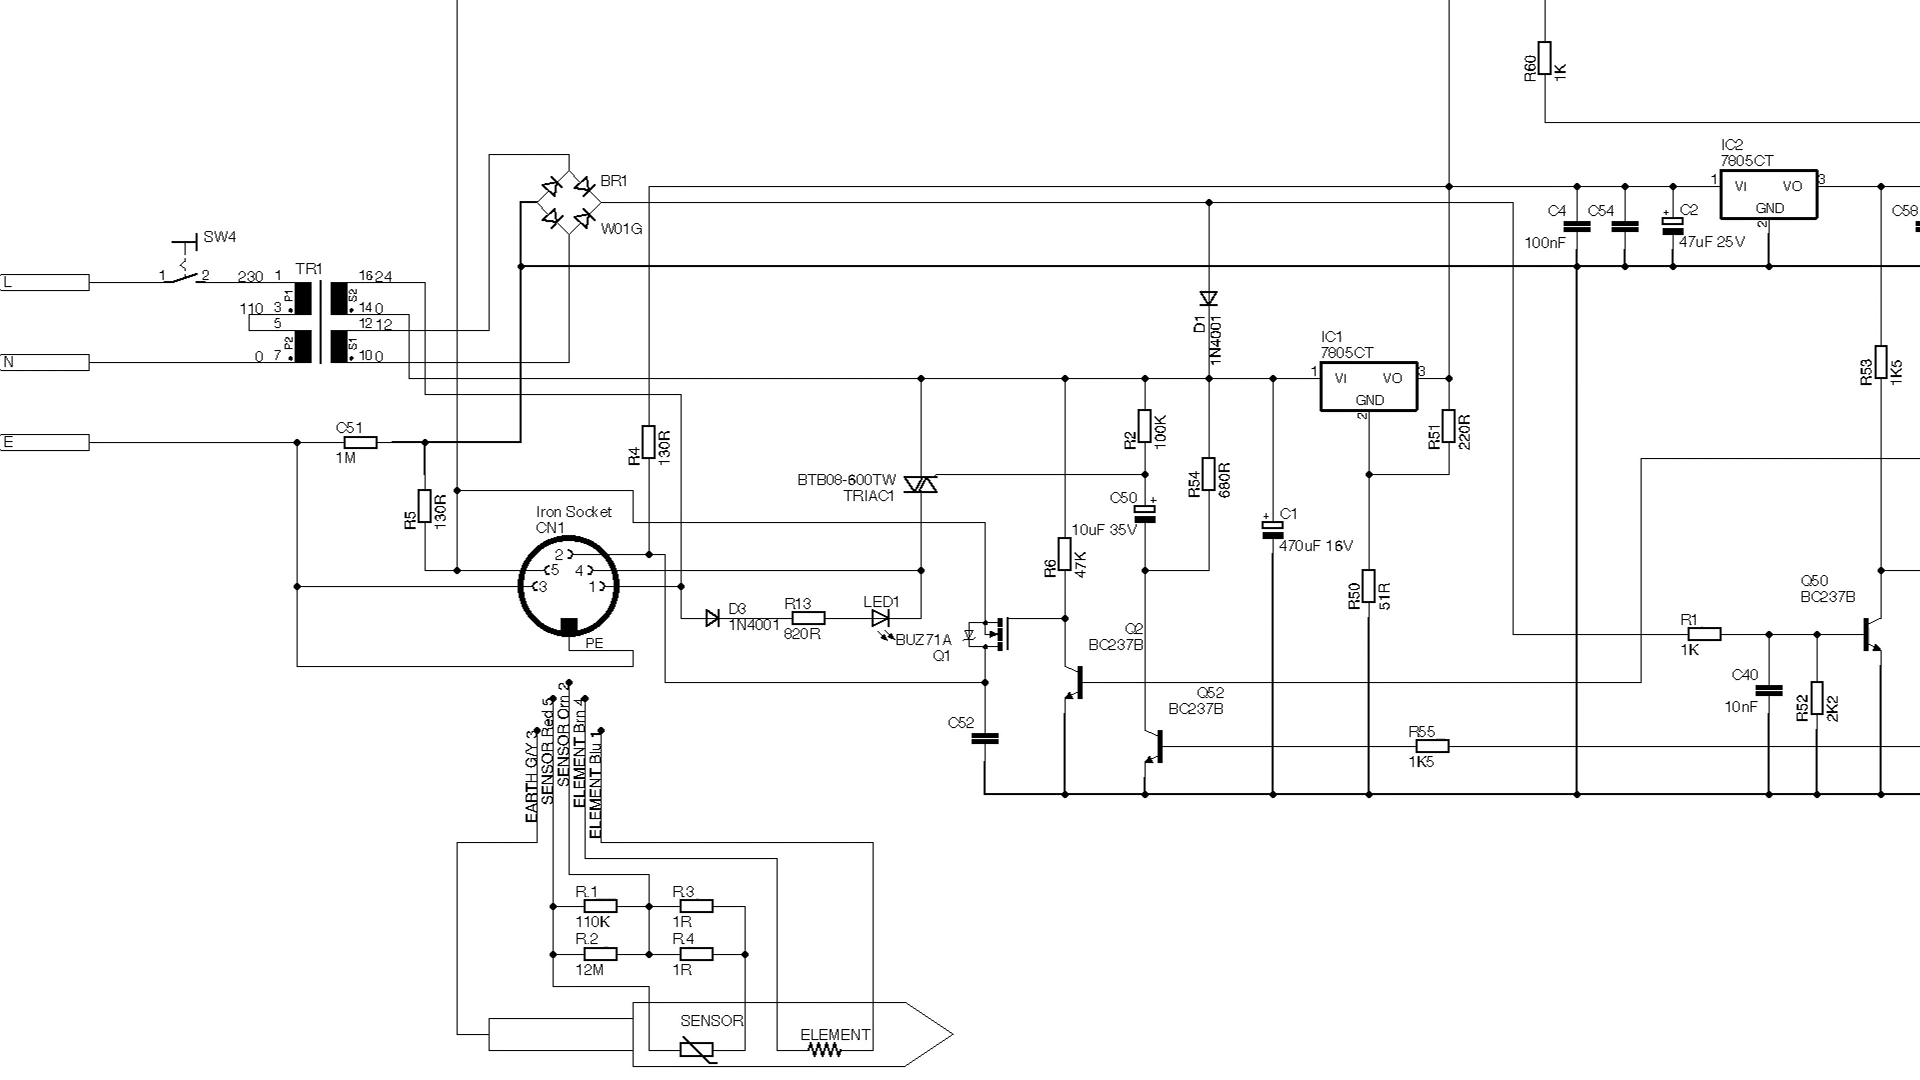 R60
1K
IC2
7805CT
1
VI
VO
3
GND
2
BR1
W01G
C4
100nF
C54
C2
+
47uF 25V
C58
SW4
L
1
2
230
1
TR1
16
24
P1
S2
110
3
14
0
5
12
12
P2
S1
N
0
7
10
0
D1
1N4001
IC1
7805CT
1
VI
VO
3
GND
2
R53
1K5
E
C51
1M
R4
130R
R2
100K
R51
220R
BTB08-600TW
TRIAC1
R54
680R
R5
130R
C50
+
10uF 35V
C1
+
470uF 16V
Iron Socket
CN1
2
5
4
3
1
PE
R6
47K
R50
51R
Q50
BC237B
D3
1N4001
R13
820R
LED1
BUZ71A
Q1
Q2
BC237B
R1
1K
C40
10nF
R52
2K2
Q52
BC237B
C52
R55
1K5
EARTH G/Y 3
SENSOR Red 5
SENSOR Orn 2
ELEMENT Brn 4
ELEMENT Blu 1
R.1
110K
R.3
1R
R.2
12M
R.4
1R
SENSOR
ELEMENT